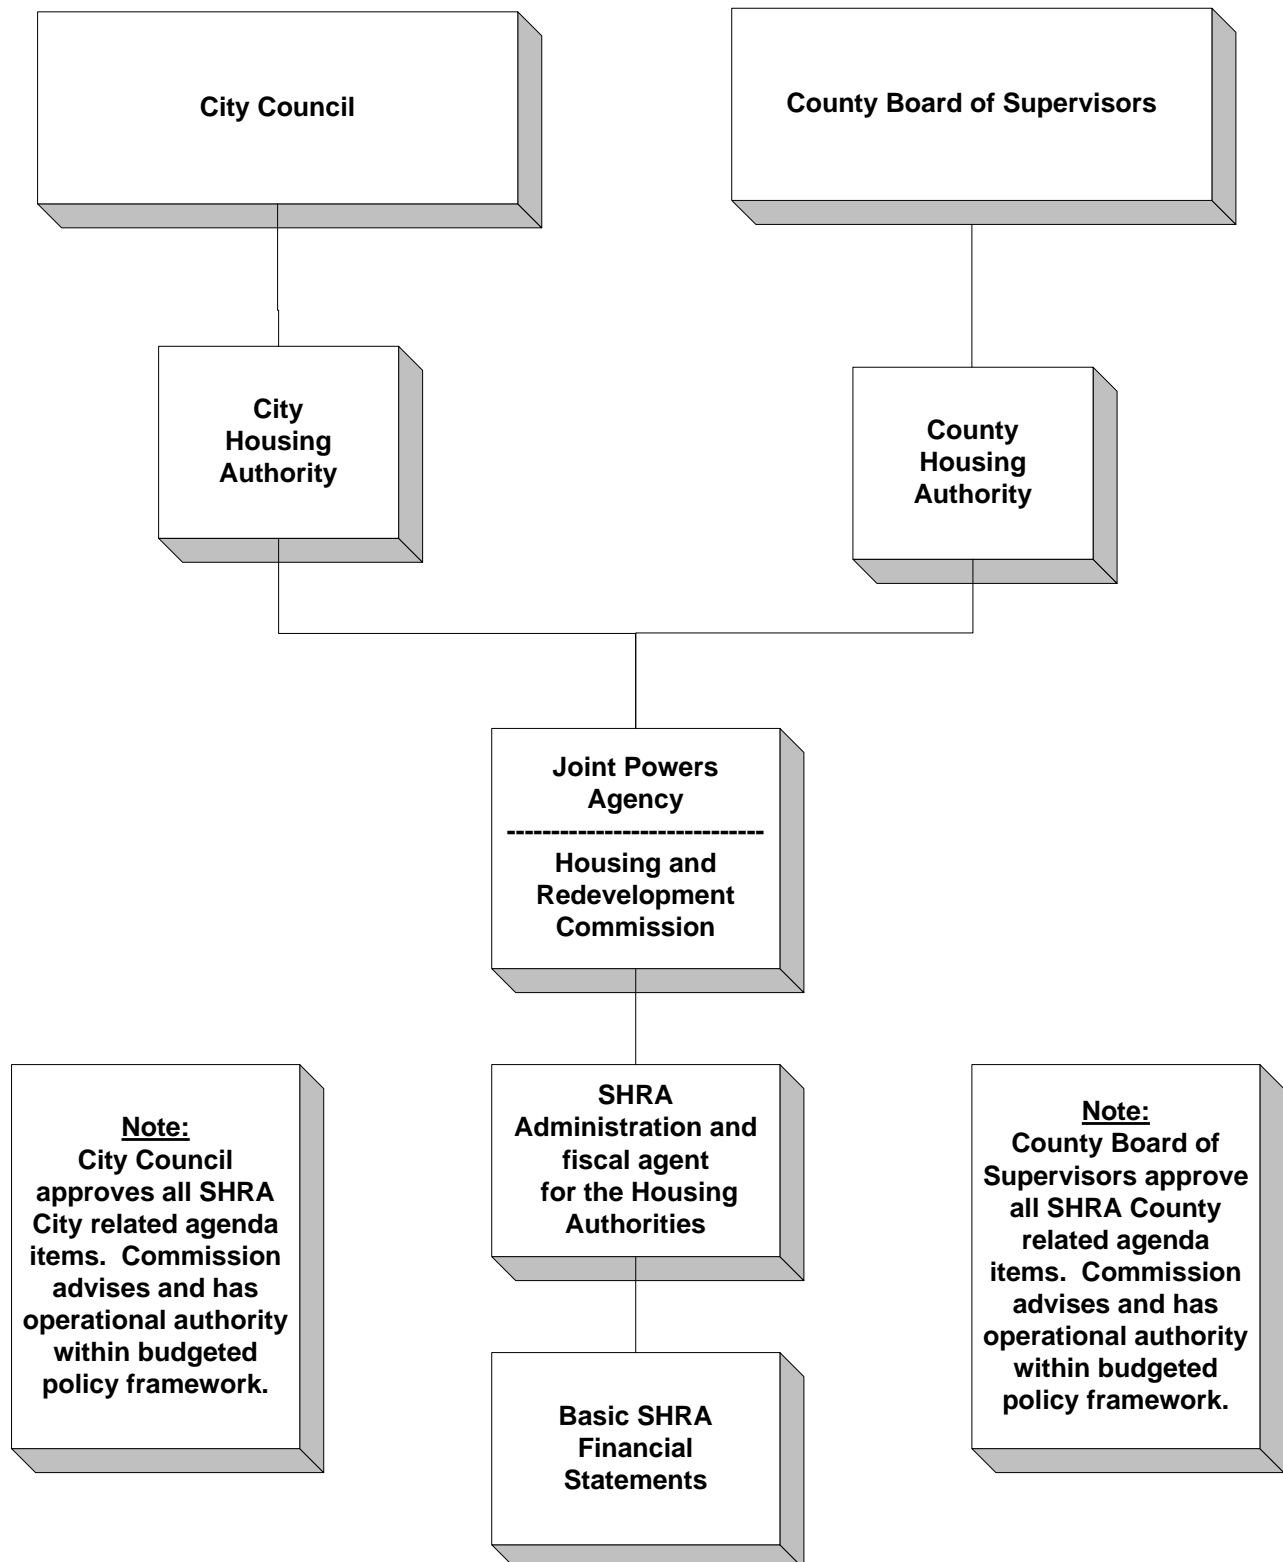 City Council
County Board of Supervisors
City
Housing
Authority
County
Housing
Authority
Joint Powers
Agency
-----------------------------
Housing and
Redevelopment
Commission
SHRA
Administration and
fiscal agent
for the Housing
Authorities
Note:
City Council
approves all SHRA
City related agenda
items.  Commission
advises and has
operational authority
within budgeted
policy framework.
Note:
County Board of
Supervisors approve
all SHRA County
related agenda
items.  Commission
advises and has
operational authority
within budgeted
policy framework.
Basic SHRA
Financial
Statements